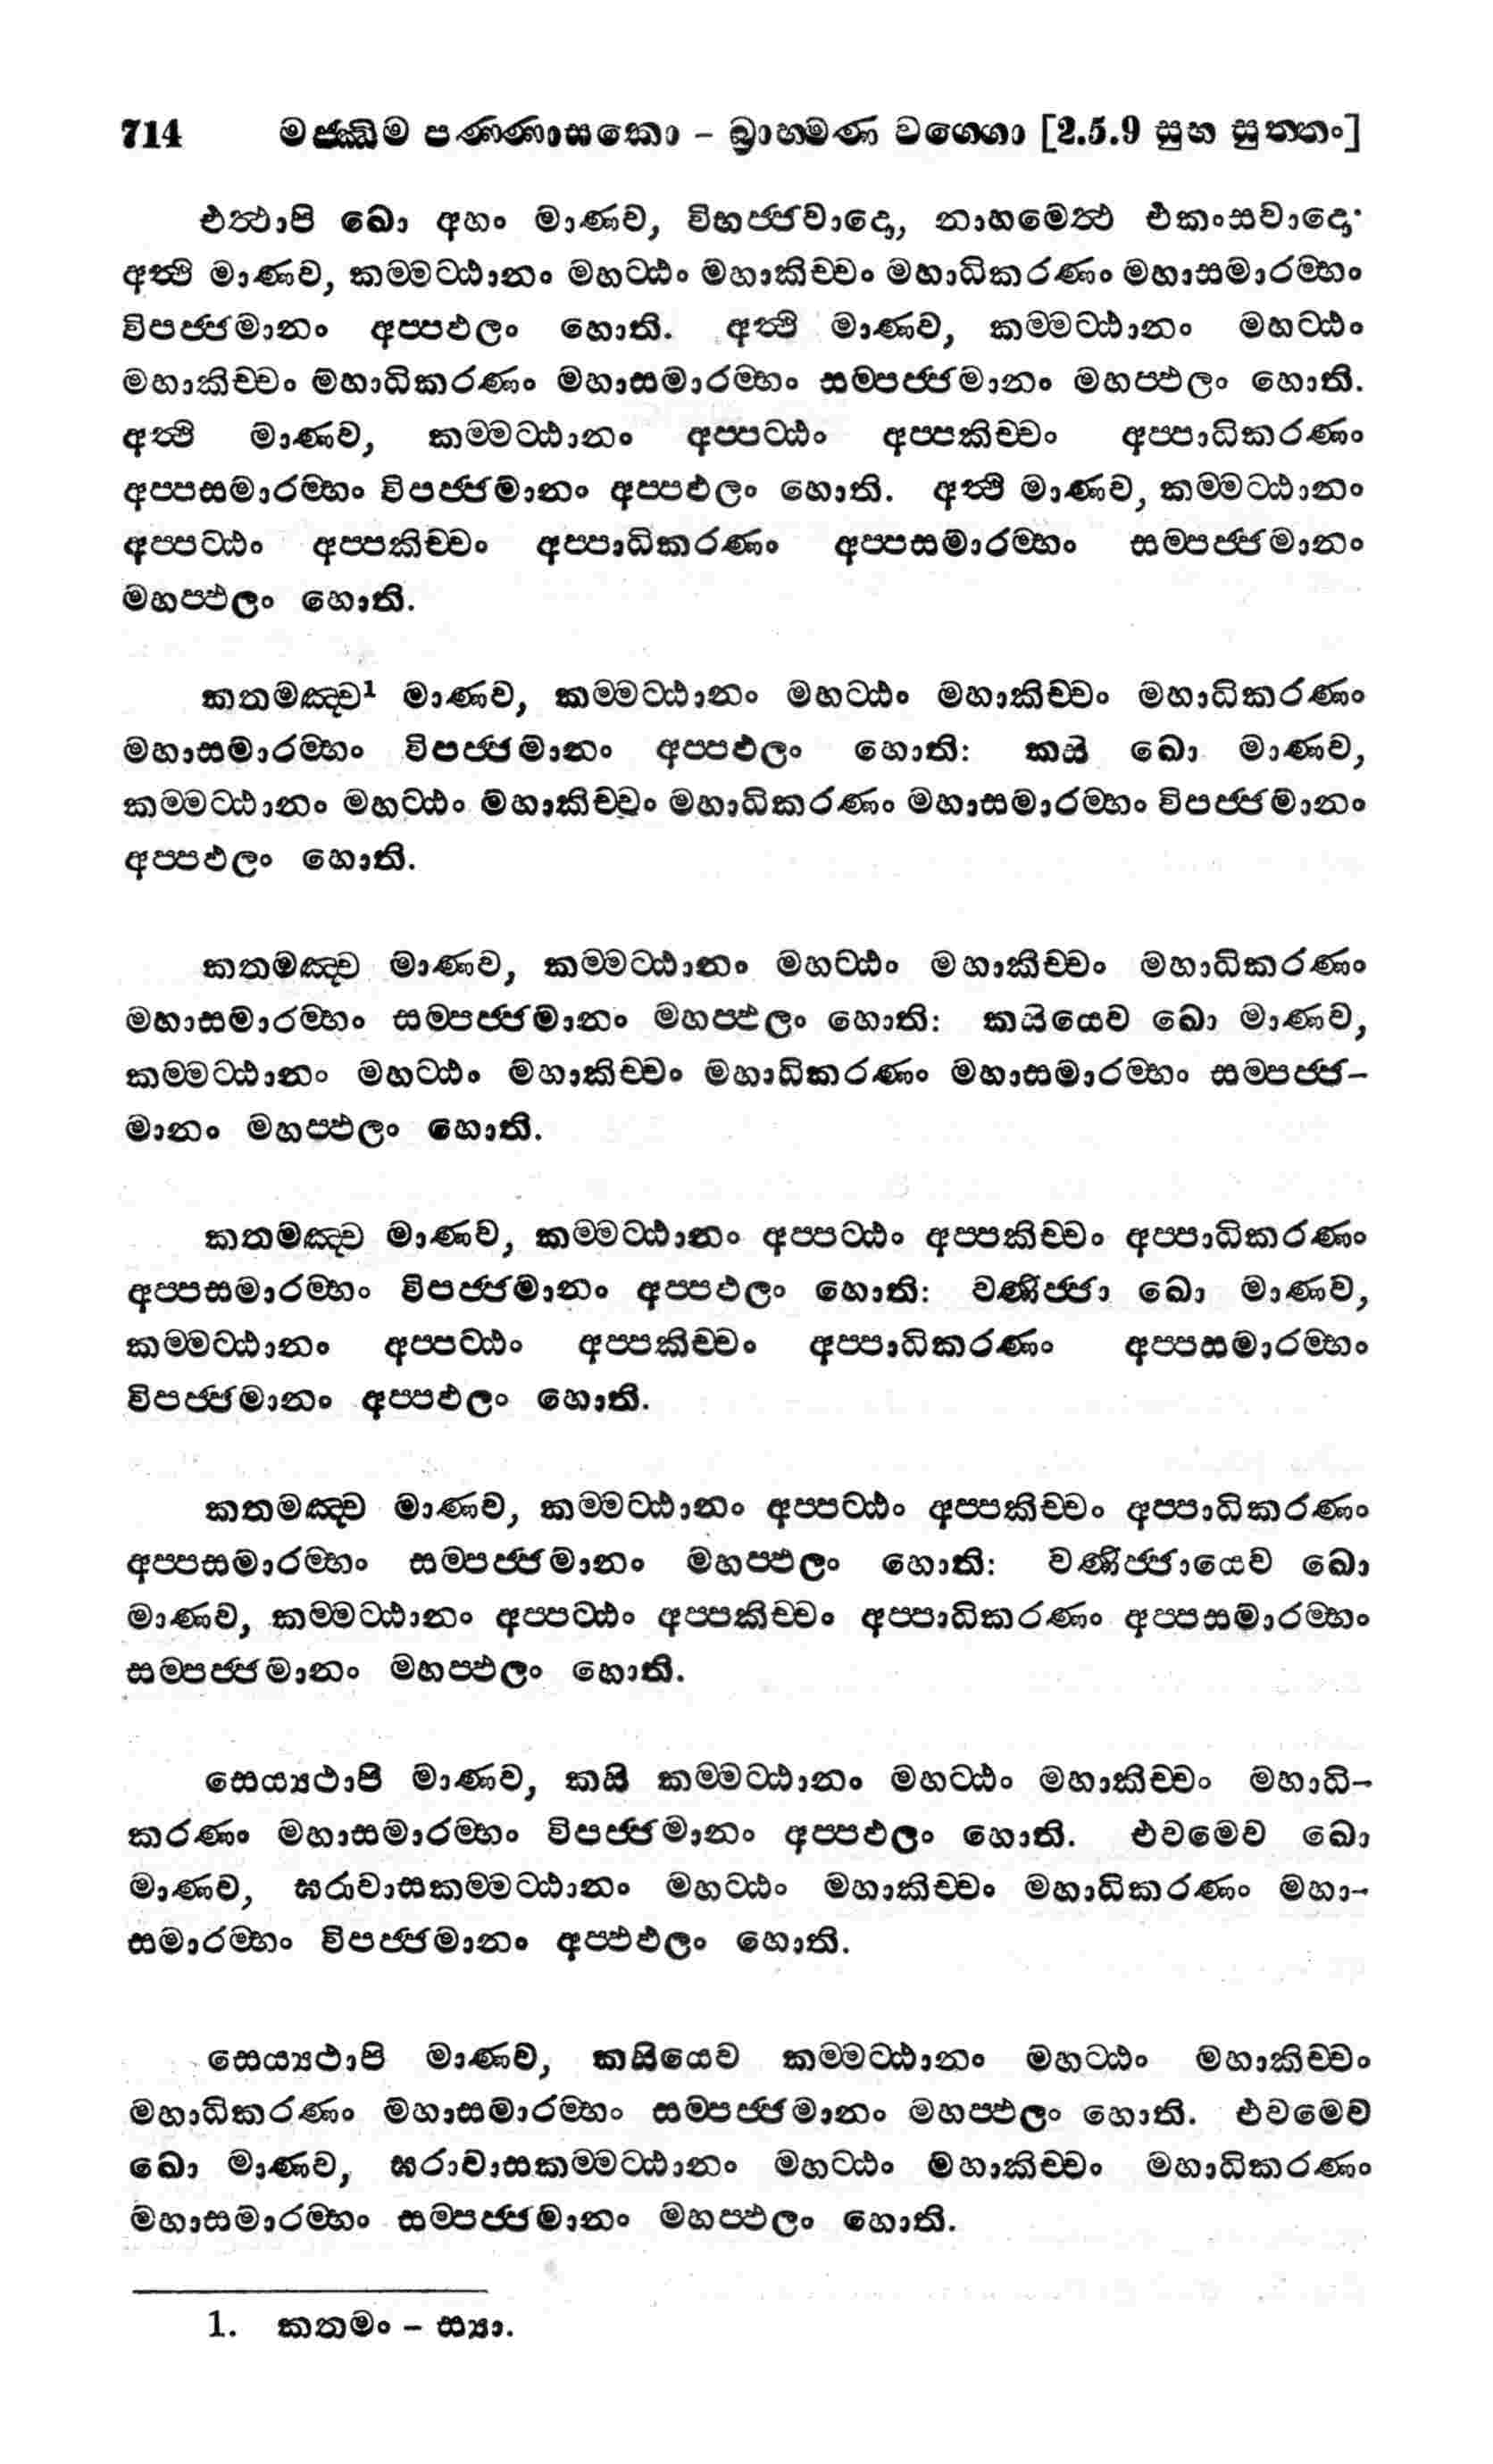 714 මජ්ඣිම පණ්ණාසකො – බ්‍රාහ්මණ වග්ගො [2.5.9 සුභ සුත්තං]
එත්‍ථාපි ඛො අහං මාණව, විභජ්ජවාදො, නාහමෙත්‍ථ එකංසවාදො·
අත්‍ථි මාණව, කම්මට්ඨානං මහට්ඨං මහාකිච්චං මහාධිකරණං මහාසමාරම්භං
විපජ්ජමානං අප්පඵලං හොති. අත්‍ථි මාණව, කම්මට්ඨානං මහට්ඨං
මහාකිච්චං මහාධිකරණං මහාසමාරම්භං සම්පජ්ජමානං මහප්ඵලං හොති.
අත්‍ථි මාණව, කම්මට්ඨානං අප්පට්ඨං අප්පකිච්චං අප්පාධිකරණං
අප්පසමාරම්භං විපජ්ජමානං අප්පඵලං හොති. අත්‍ථි මාණව, කම්මට්ඨානං
අප්පට්ඨං අප්පකිච්චං අප්පාධිකරණං අප්පසමාරම්භං සම්පජ්ජමානං
මහප්ඵලං හොති.
කතමඤ්ච¹ මාණව, කම්මට්ඨානං මහට්ඨං මහාකිච්චං මහාධිකරණං
මහාසමාරම්භං විපජ්ජමානං අප්පඵලං හොති: කසි ඛො මාණව,
කම්මට්ඨානං මහට්ඨං මහාකිච්චං මහාධිකරණං මහාසමාරම්භං විපජ්ජමානං
අප්පඵලං හොති.
කතමඤ්ච මාණව, කම්මට්ඨානං මහට්ඨං මහාකිච්චං මහාධිකරණං
මහාසමාරම්භං සම්පජ්ජමානං මහප්ඵලං හොති: කසියෙව ඛො මාණව,
කම්මට්ඨානං මහට්ඨං මහාකිච්චං මහාධිකරණං මහාසමාරම්භං සම්පජ්ජ–
මානං මහප්ඵලං හොති.
කතමඤ්ච මාණව, කම්මට්ඨානං අප්පට්ඨං අප්පකිච්චං අප්පාධිකරණං
අප්පසමාරම්භං විපජ්ජමානං අප්පඵලං හොති: වණිජ්ජා ඛො මාණව,
කම්මට්ඨානං අප්පට්ඨං අප්පකිච්චං අප්පාධිකරණං අප්පසමාරම්භං
විපජ්ජමානං අප්පඵලං හොති.
කතමඤ්ච මාණව, කම්මට්ඨානං අප්පට්ඨං අප්පකිච්චං අප්පාධිකරණං
අප්පසමාරම්භං සම්පජ්ජමානං මහප්ඵලං හොති: වණිජ්ජායෙව ඛො
මාණව, කම්මට්ඨානං අප්පට්ඨං අප්පකිච්චං අප්පාධිකරණං අප්පසමාරම්භං
සම්පජ්ජමානං මහප්ඵලං හොති.
සෙය්‍යථාපි මාණව, කසි කම්මට්ඨානං මහට්ඨං මහාකිච්චං මහාධි–
කරණං මහාසමාරම්භං විපජ්ජමානං අප්පඵලං හොති. එවමෙව ඛො
මාණව, ඝරාවාසකම්මට්ඨානං මහට්ඨං මහාකිච්චං මහාධිකරණං මහා–
සමාරම්භං විපජ්ජමානං අප්ඵඵලං හොති.
සෙය්‍යථාපි මාණව, කසියෙව කම්මට්ඨානං මහට්ඨං මහාකිච්චං
මහාධිකරණං මහාසමාරම්භං සම්පජ්ජමානං මහප්ඵලං හොති. එවමෙව
ඛො මාණව, ඝරාවාසකම්මට්ඨානං මහට්ඨං මහාකිච්චං මහාධිකරණං
මහාසමාරම්භං සම්පජ්ජමානං මහප්ඵලං හොති.
1. කතමං – ස්‍යා.